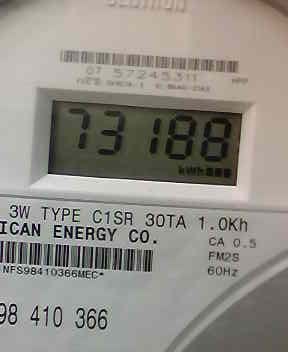 07 57245311
73188
kWh
3W TYPE C1SR 30TA 1.0Kh
ICAN ENERGY CO.
CA 0.5
FM2S
60Hz
NFS98410366MEC*
98 410 366